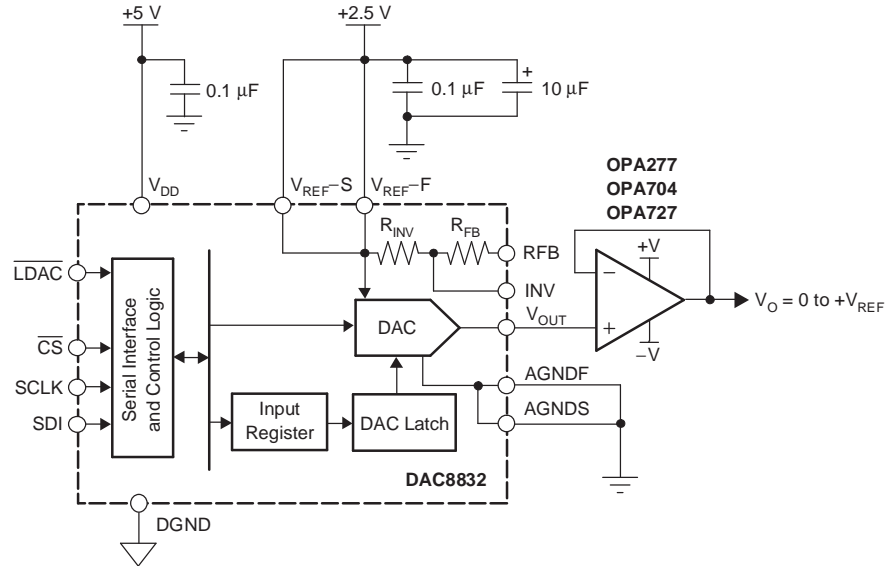 +5 V
+2.5 V
0.1 μF
0.1 μF
+
10 μF
OPA277
OPA704
OPA727
V_DD
V_REF−S
V_REF−F
R_INV
R_FB
RFB
+V
LDAC
INV
−
V_O = 0 to +V_REF
DAC
V_OUT
+
CS
−V
Serial Interface
and Control Logic
SCLK
AGNDF
SDI
Input
Register
DAC Latch
AGNDS
DAC8832
DGND